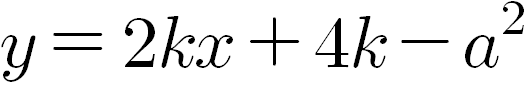 y = 2kx + 4k − a²